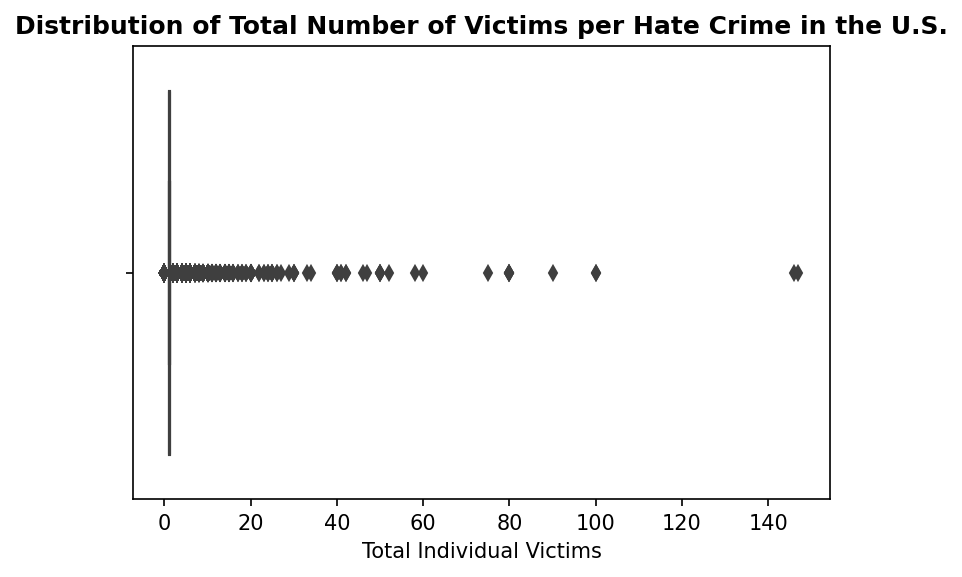 Distribution of Total Number of Victims per Hate Crime in the U.S.
0 20 40 60 80 100 120 140
Total Individual Victims